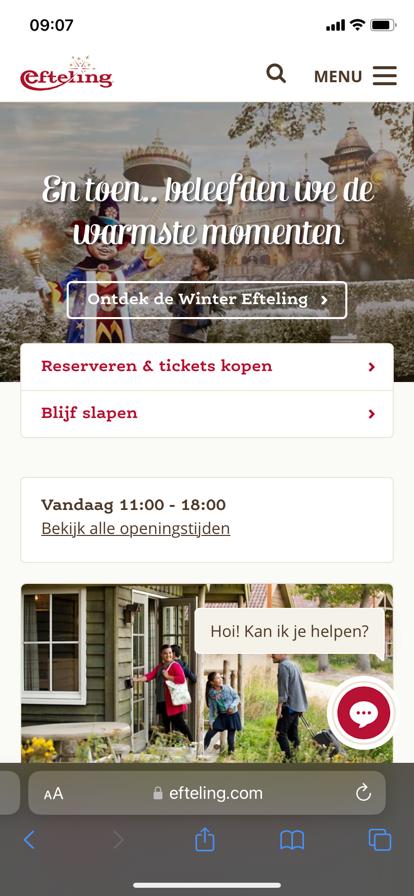 09:07
efteling
MENU
En toen.. beleefden we de
warmste momenten
Ontdek de Winter Efteling
Reserveren & tickets kopen
Blijf slapen
Vandaag 11:00 - 18:00
Bekijk alle openingstijden
Hoi! Kan ik je helpen?
AA
efteling.com